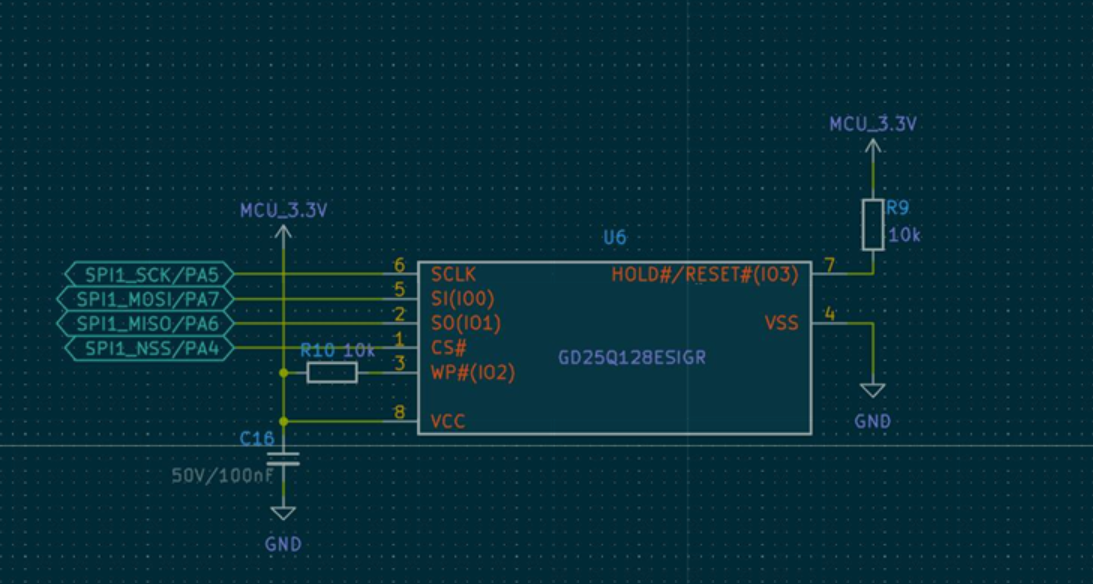 MCU_3.3V
R9
10k
MCU_3.3V
U6
SPI1_SCK/PA5
6
SCLK
HOLD#/RESET#(IO3)
7
SPI1_MOSI/PA7
5
SI(IO0)
SPI1_MISO/PA6
2
SO(IO1)
VSS
4
SPI1_NSS/PA4
1
CS#
R10 10k
3
WP#(IO2)
GD25Q128ESIGR
8
VCC
GND
C16
50V/100nF
GND